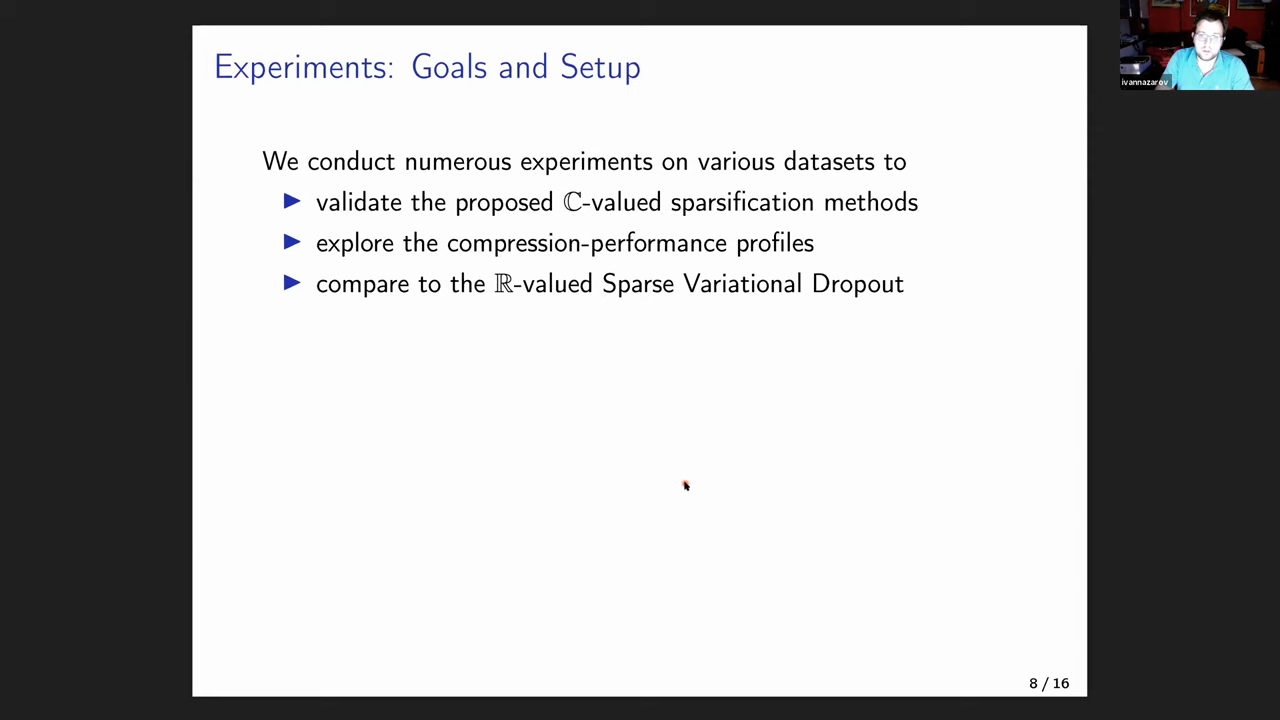 Experiments: Goals and Setup
We conduct numerous experiments on various datasets to
▶ validate the proposed ℂ-valued sparsification methods
▶ explore the compression-performance profiles
▶ compare to the ℝ-valued Sparse Variational Dropout
8 / 16
ivannazarov